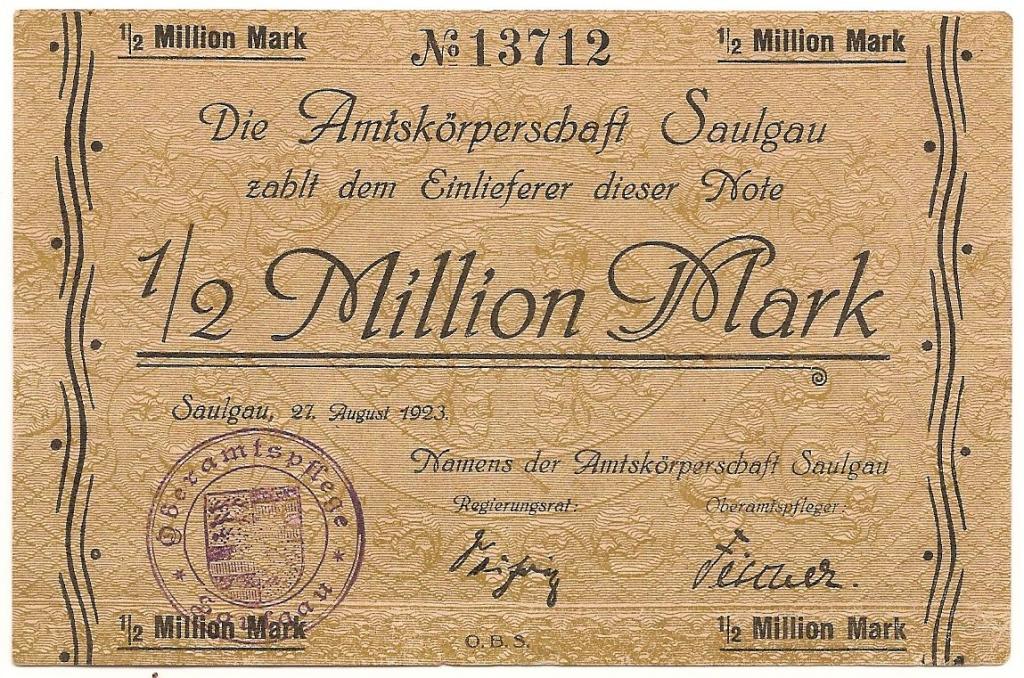 1/2 Million Mark
№ 13712
1/2 Million Mark
Die Amtskörperschaft Saulgau
zahlt dem Einlieferer dieser Note
1/2 Million Mark
Saulgau, 27. August 1923.
Namens der Amtskörperschaft Saulgau
Regierungsrat:
Oberamtspfleger:
Fischer.
Oberamtspflege
* Saulgau *
1/2 Million Mark
O.B.S.
1/2 Million Mark